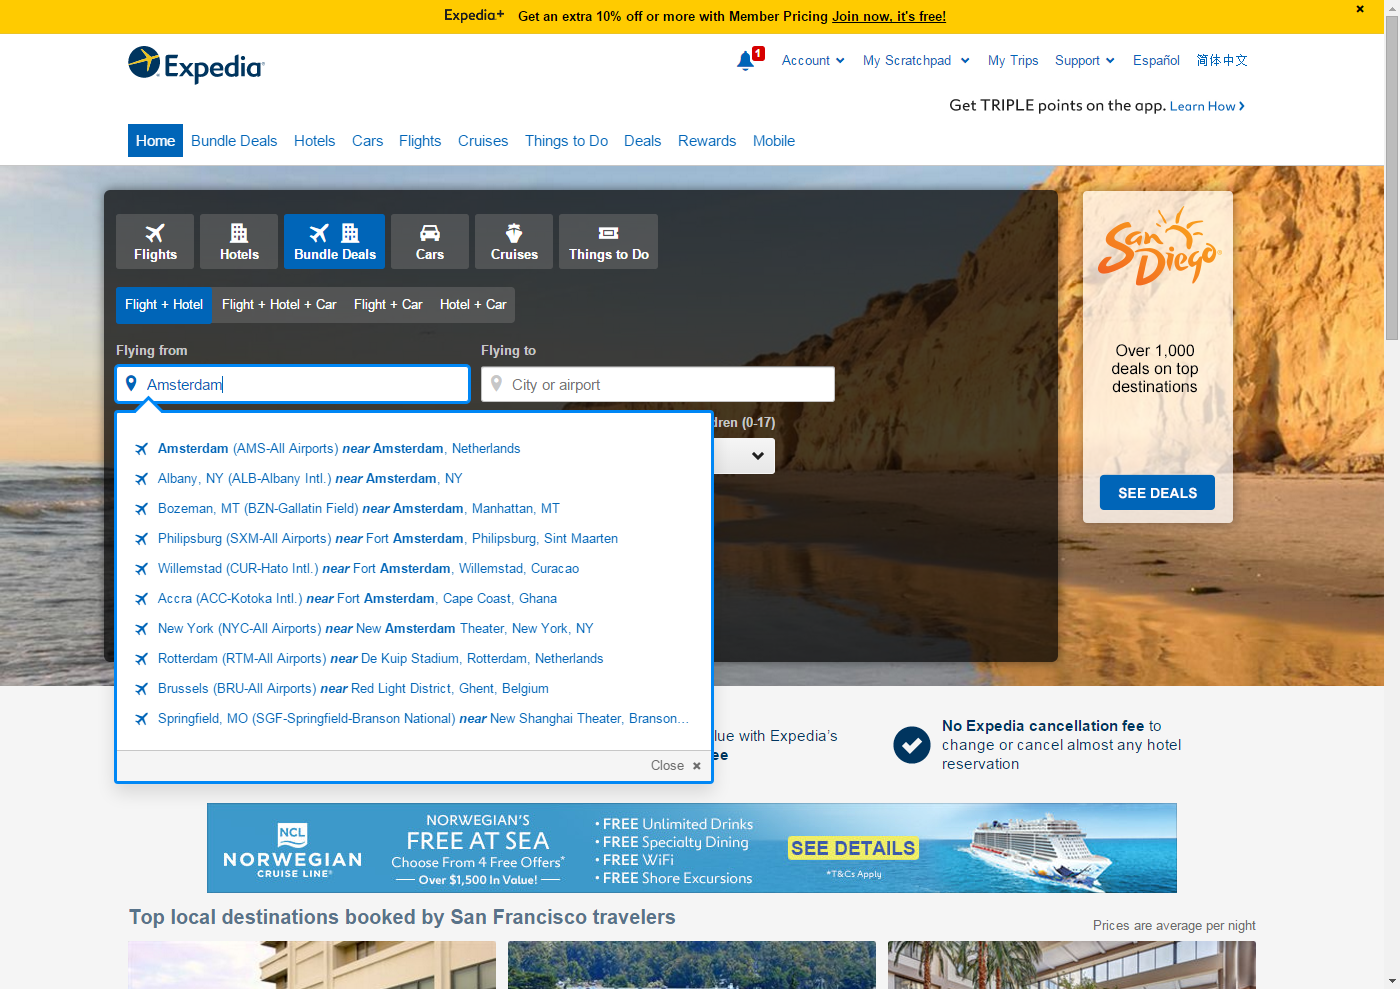 Expedia+ Get an extra 10% off or more with Member Pricing Join now, it's free!
Expedia
1
Account
My Scratchpad
My Trips
Support
Español
简体中文
Get TRIPLE points on the app. Learn How
Home
Bundle Deals
Hotels
Cars
Flights
Cruises
Things to Do
Deals
Rewards
Mobile
Flights
Hotels
Bundle Deals
Cars
Cruises
Things to Do
Flight + Hotel
Flight + Hotel + Car
Flight + Car
Hotel + Car
Flying from
Flying to
Amsterdam
City or airport
dren (0-17)
Amsterdam (AMS-All Airports) near Amsterdam, Netherlands
Albany, NY (ALB-Albany Intl.) near Amsterdam, NY
Bozeman, MT (BZN-Gallatin Field) near Amsterdam, Manhattan, MT
Philipsburg (SXM-All Airports) near Fort Amsterdam, Philipsburg, Sint Maarten
Willemstad (CUR-Hato Intl.) near Fort Amsterdam, Willemstad, Curacao
Accra (ACC-Kotoka Intl.) near Fort Amsterdam, Cape Coast, Ghana
New York (NYC-All Airports) near New Amsterdam Theater, New York, NY
Rotterdam (RTM-All Airports) near De Kuip Stadium, Rotterdam, Netherlands
Brussels (BRU-All Airports) near Red Light District, Ghent, Belgium
Springfield, MO (SGF-Springfield-Branson National) near New Shanghai Theater, Branson...
Close
San Diego
Over 1,000
deals on top
destinations
SEE DEALS
lue with Expedia's
ee
No Expedia cancellation fee to
change or cancel almost any hotel
reservation
NCL
NORWEGIAN
CRUISE LINE®
NORWEGIAN'S
FREE AT SEA
Choose From 4 Free Offers*
Over $1,500 In Value!
• FREE Unlimited Drinks
• FREE Specialty Dining
• FREE WiFi
• FREE Shore Excursions
SEE DETAILS
*T&Cs Apply
Top local destinations booked by San Francisco travelers
Prices are average per night